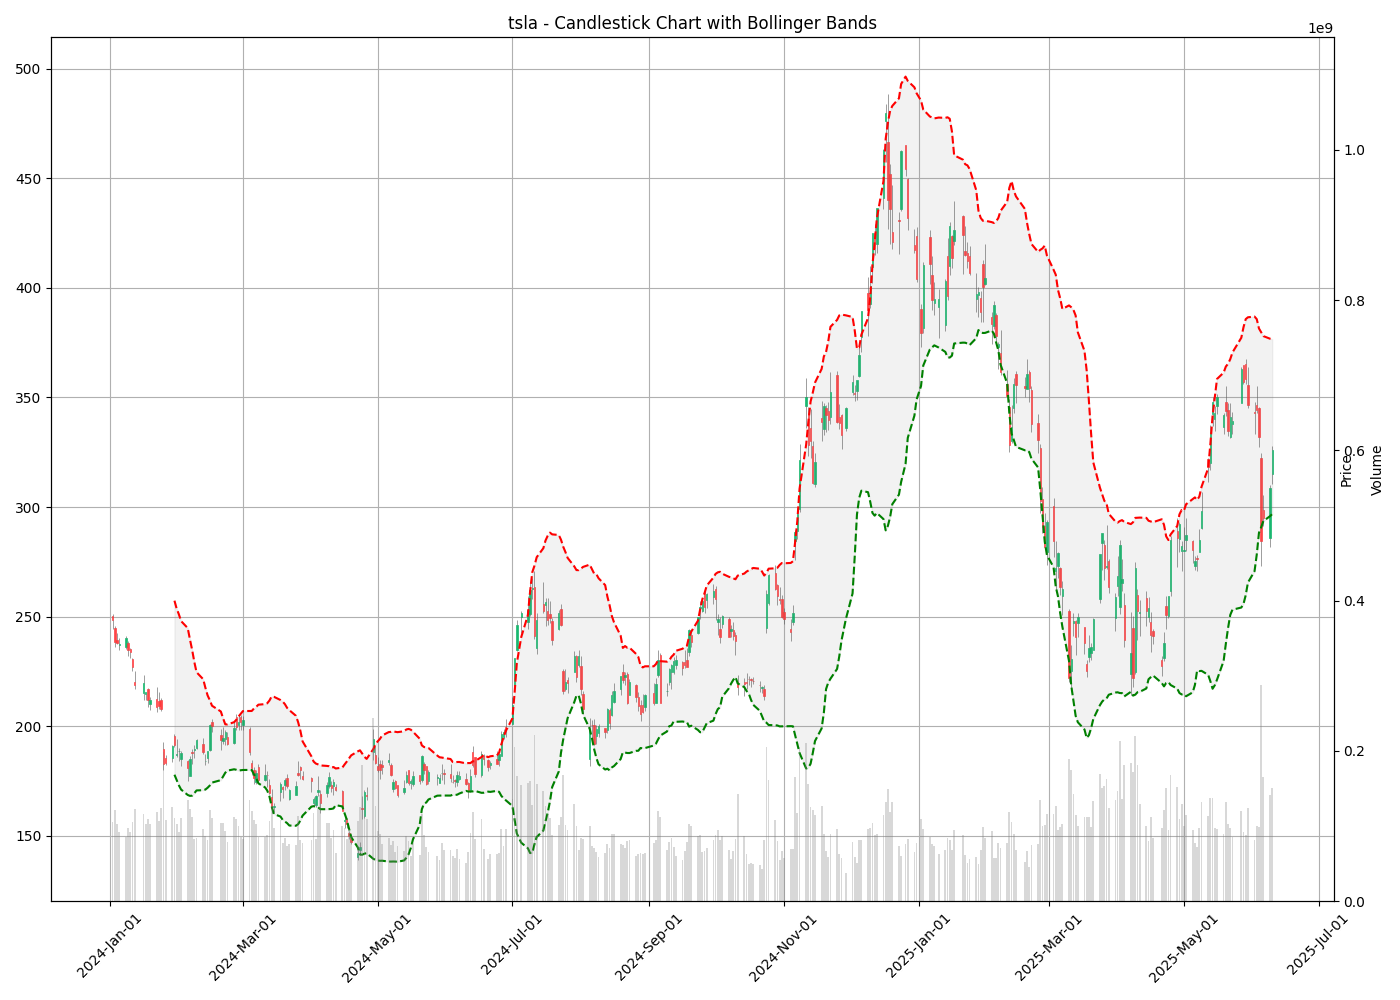 tsla - Candlestick Chart with Bollinger Bands
1e9
500
450
400
350
300
250
200
150
1.0
0.8
0.6
0.4
0.2
0.0
Price
Volume
2024-Jan-01
2024-Mar-01
2024-May-01
2024-Jul-01
2024-Sep-01
2024-Nov-01
2025-Jan-01
2025-Mar-01
2025-May-01
2025-Jul-01